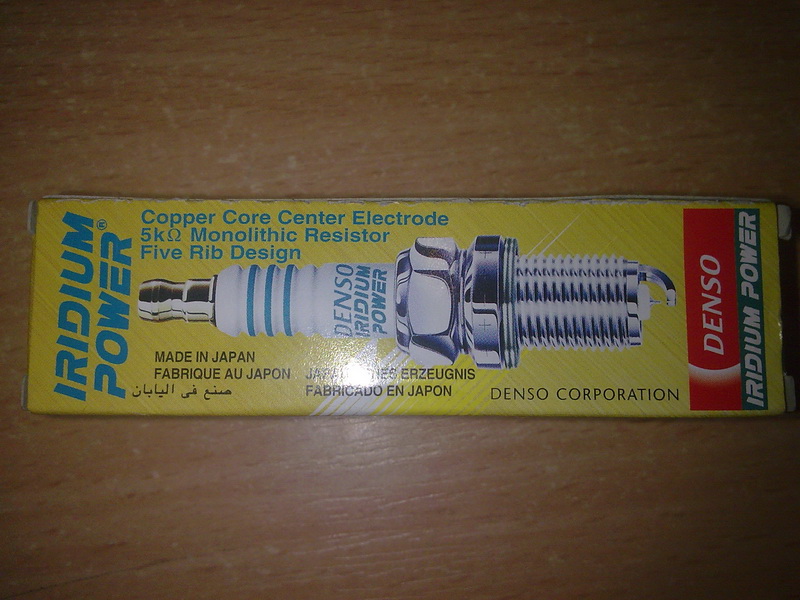 IRIDIUM
POWER®
Copper Core Center Electrode
5kΩ Monolithic Resistor
Five Rib Design
DENSO
IRIDIUM
POWER
MADE IN JAPAN
FABRIQUE AU JAPON
صنع في اليابان
ERZEUGNIS
FABRICADO EN JAPON
DENSO CORPORATION
DENSO
IRIDIUM POWER